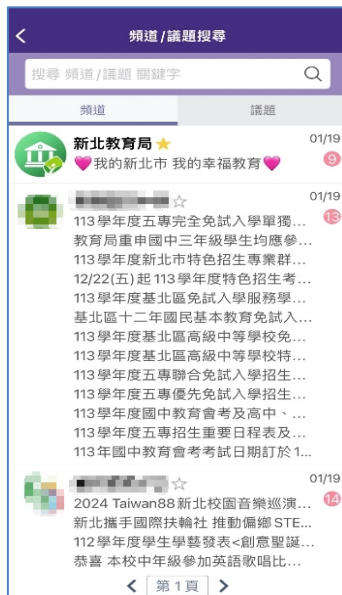 頻道/議題搜尋
搜尋 頻道/議題 關鍵字
頻道 議題
新北教育局 01/19
💗我的新北市 我的幸福教育💗 9
01/19
13
113學年度五專完全免試入學單獨...
教育局重申國中三年級學生均應參...
113學年度新北市特色招生專業群...
12/22(五)起113學年度特色招生考...
113學年度基北區免試入學服務學...
基北區十二年國民基本教育免試入...
113學年度基北區高級中等學校免...
113學年度基北區高級中等學校特...
113學年度五專聯合免試入學招生...
113學年度五專優先免試入學招生...
113學年度國中教育會考及高中、...
113學年度五專招生重要日程表及...
113年國中教育會考考試日期訂於1...
01/19
14
2024 Taiwan88新北校園音樂巡演...
新北攜手國際扶輪社 推動偏鄉 STE...
112學年度學生學藝發表<創意聖誕...
恭喜 本校中年級參加英語歌唱比...
第1頁